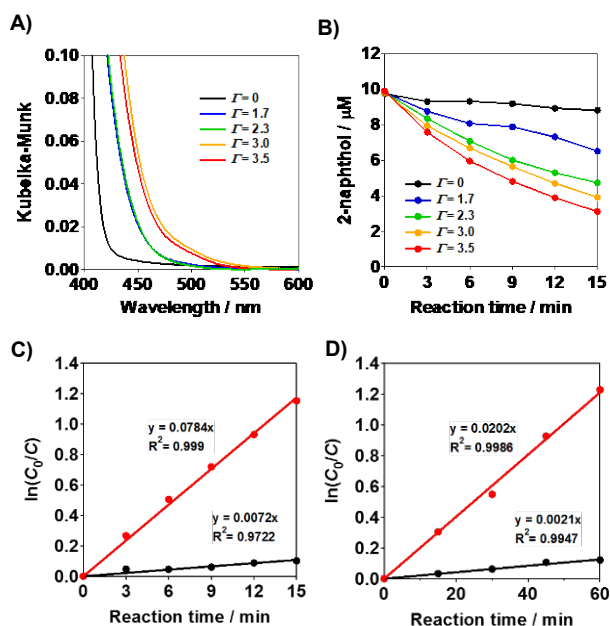 A)
0.10
0.08
0.06
0.04
0.02
0.00
Kubelka-Munk
Γ = 0
Γ = 1.7
Γ = 2.3
Γ = 3.0
Γ = 3.5
400 450 500 550 600
Wavelength / nm
B)
12
10
8
6
4
2
0
2-naphthol / µM
Γ = 0
Γ = 1.7
Γ = 2.3
Γ = 3.0
Γ = 3.5
0 3 6 9 12 15
Reaction time / min
C)
1.4
1.2
1.0
0.8
0.6
0.4
0.2
0.0
ln(C0/C)
y = 0.0784x
R² = 0.999
y = 0.0072x
R² = 0.9722
0 3 6 9 12 15
Reaction time / min
D)
1.4
1.2
1.0
0.8
0.6
0.4
0.2
0.0
ln(C0/C)
y = 0.0202x
R² = 0.9986
y = 0.0021x
R² = 0.9947
0 20 40 60
Reaction time / min